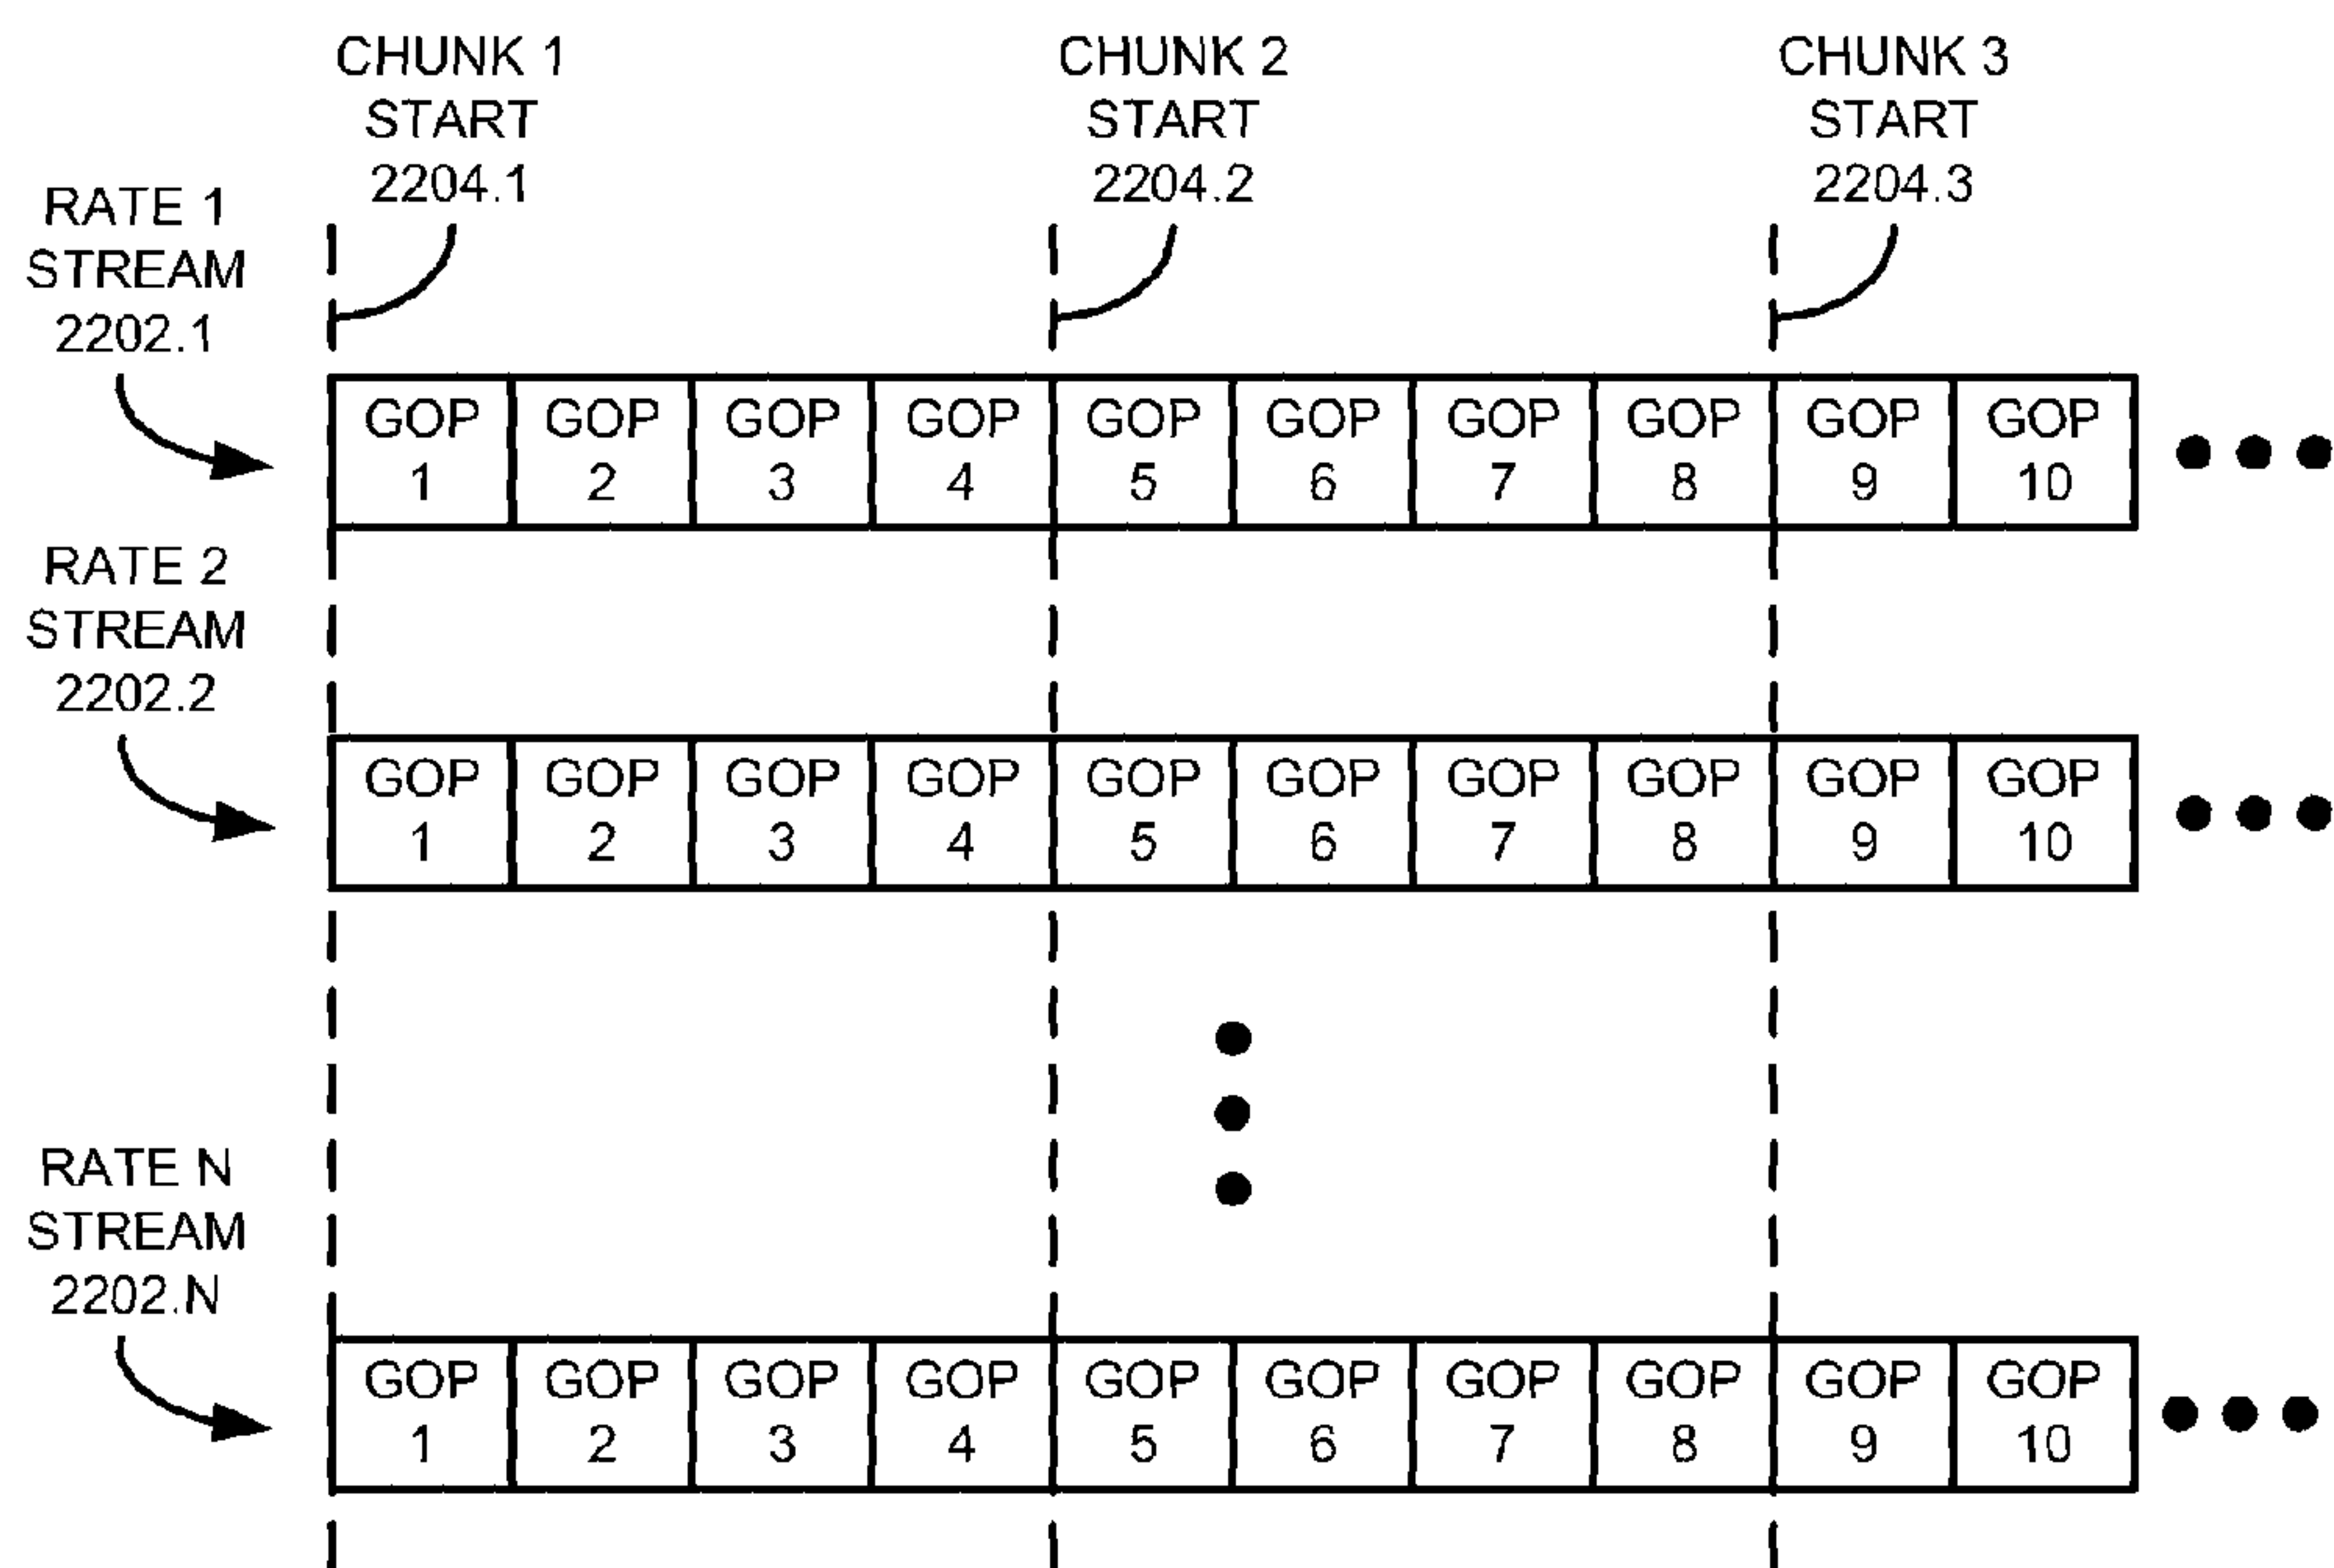 CHUNK 1
START
2204.1
CHUNK 2
START
2204.2
CHUNK 3
START
2204.3
RATE 1
STREAM
2202.1
GOP 1
GOP 2
GOP 3
GOP 4
GOP 5
GOP 6
GOP 7
GOP 8
GOP 9
GOP 10
RATE 2
STREAM
2202.2
GOP 1
GOP 2
GOP 3
GOP 4
GOP 5
GOP 6
GOP 7
GOP 8
GOP 9
GOP 10
RATE N
STREAM
2202.N
GOP 1
GOP 2
GOP 3
GOP 4
GOP 5
GOP 6
GOP 7
GOP 8
GOP 9
GOP 10